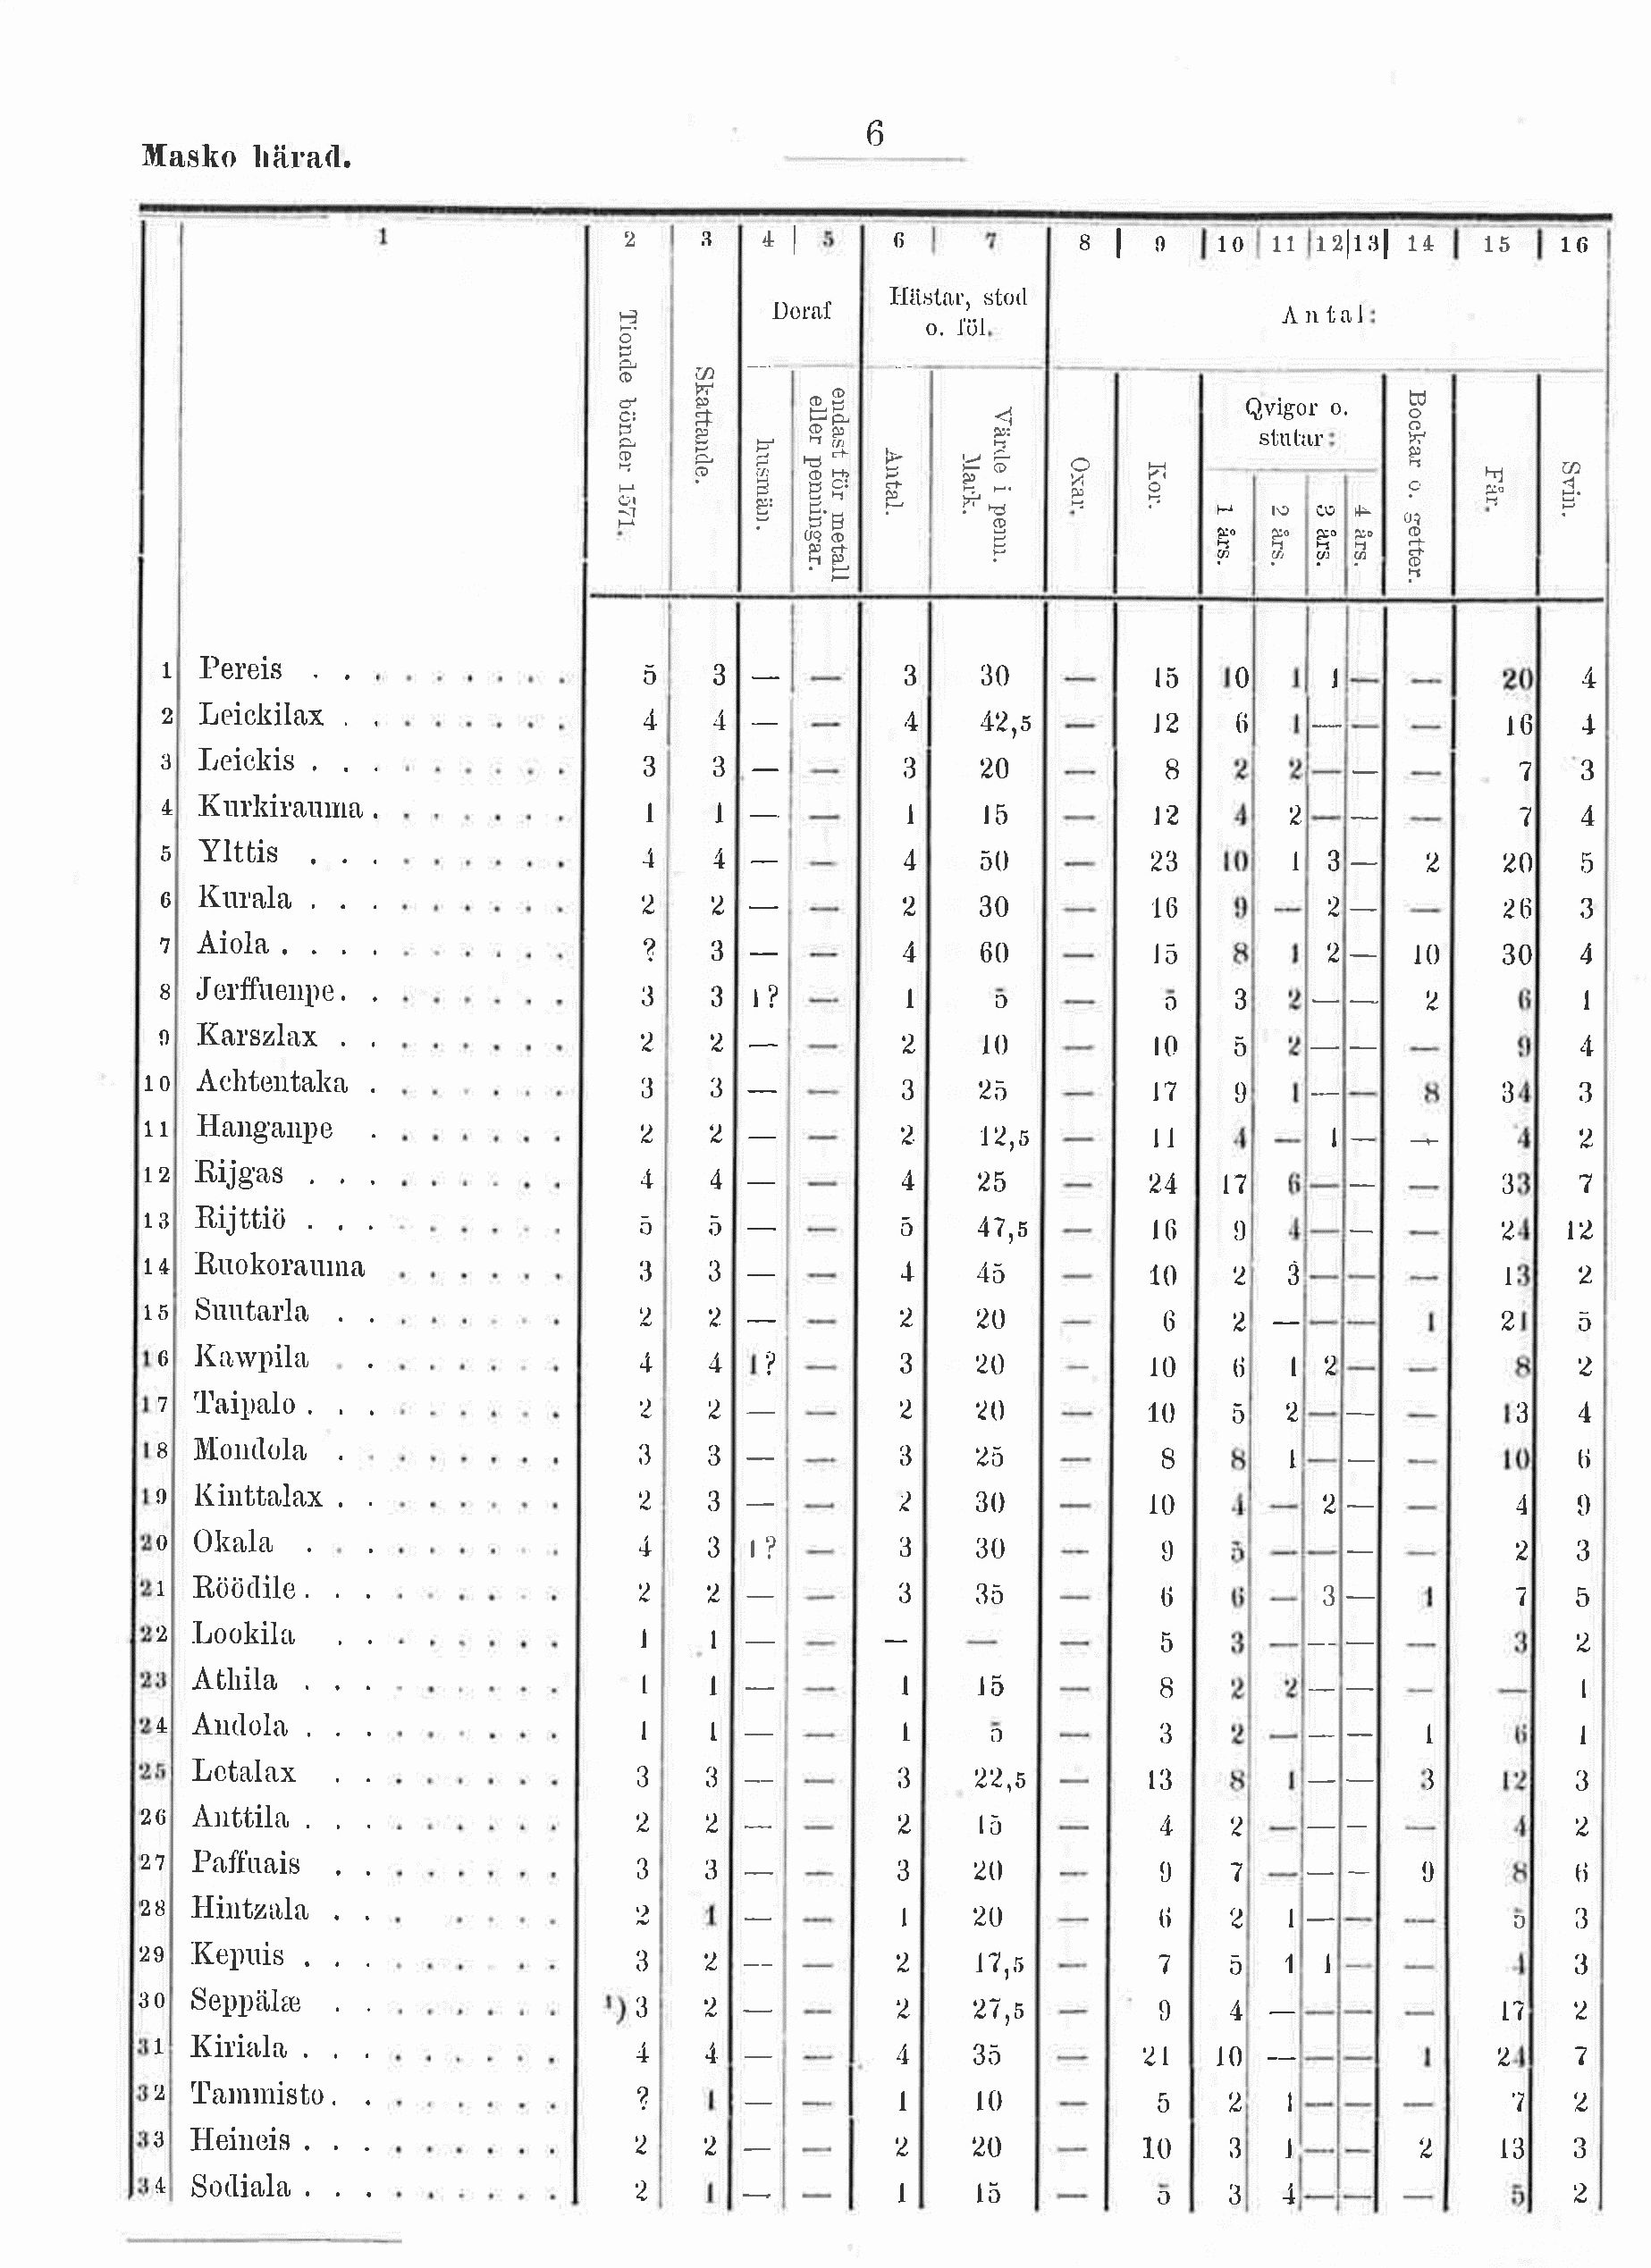 6
Masko härad.
1 2 3 4 5 6 7 8 9 10 11 12 13 14 15 16
Tionde bönder 1571.
Skattande.
Doraf
husmän.
endast för metall
eller penningar.
Hästar, stod
o. föl.
Antal.
Värde i penn.
Mark.
Antal:
Oxar.
Kor.
Qvigor o.
stutar:
1 års.
2 års.
3 års.
4 års.
Bockar o. getter.
Får.
Svin.
1 Pereis . . . . . . . . . 5 3 — — 3 30 — 15 10 1 1 — — 20 4
2 Leickilax . . . . . . . . 4 4 — — 4 42,5 — 12 6 1 — — — 16 4
3 Leickis . . . . . . . . . 3 3 — — 3 20 — 8 2 2 — — — 7 3
4 Kurkirauma . . . . . . . 1 1 — — 1 15 — 12 4 2 — — — 7 4
5 Ylttis . . . . . . . . . 4 4 — — 4 50 — 23 10 1 3 — 2 20 5
6 Kurala . . . . . . . . . 2 2 — — 2 30 — 16 9 — 2 — — 26 3
7 Aiola . . . . . . . . . . ? 3 — — 4 60 — 15 8 1 2 — 10 30 4
8 Jerffuenpe . . . . . . . . 3 3 1? — 1 5 — 5 3 2 — — 2 6 1
9 Karszlax . . . . . . . . 2 2 — — 2 10 — 10 5 2 — — — 9 4
10 Achtentaka . . . . . . . 3 3 — — 3 25 — 17 9 1 — — 8 34 3
11 Hanganpe . . . . . . . 2 2 — — 2 12,5 — 11 4 — 1 — — 4 2
12 Rijgas . . . . . . . . . 4 4 — — 4 25 — 24 17 6 — — — 33 7
13 Rijttiö . . . . . . . . . 5 5 — — 5 47,5 — 16 9 4 — — — 24 12
14 Ruokorauma . . . . . . 3 3 — — 4 45 — 10 2 3 — — — 13 2
15 Suutarla . . . . . . . . 2 2 — — 2 20 — 6 2 — — — 1 21 5
16 Kawpila . . . . . . . . 4 4 1? — 3 20 — 10 6 1 2 — — 8 2
17 Taipalo . . . . . . . . . 2 2 — — 2 20 — 10 5 2 — — — 13 4
18 Mondola . . . . . . . . 3 3 — — 3 25 — 8 8 1 — — — 10 6
19 Kinttalax . . . . . . . . 2 3 — — 2 30 — 10 4 — 2 — — 4 9
20 Okala . . . . . . . . . 4 3 1? — 3 30 — 9 5 — — — — 2 3
21 Röödile . . . . . . . . . 2 2 — — 3 35 — 6 6 — 3 — 1 7 5
22 Lookila . . . . . . . . 1 1 — — — — — 5 3 — — — — 3 2
23 Athila . . . . . . . . . 1 1 — — 1 15 — 8 2 2 — — — — 1
24 Andola . . . . . . . . . 1 1 — — 1 5 — 3 2 — — — 1 6 1
25 Letalax . . . . . . . . 3 3 — — 3 22,5 — 13 8 1 — — 3 12 3
26 Anttila . . . . . . . . . 2 2 — — 2 15 — 4 2 — — — — 4 2
27 Paffuais . . . . . . . . 3 3 — — 3 20 — 9 7 — — — 9 8 6
28 Hintzala . . . . . . . 2 1 — — 1 20 — 6 2 1 — — — 5 3
29 Kepuis . . . . . . . . . 3 2 — — 2 17,5 — 7 5 1 1 — — 4 3
30 Seppälæ . . . . . . . . ¹) 3 2 — — 2 27,5 — 9 4 — — — — 17 2
31 Kiriala . . . . . . . . . 4 4 — — 4 35 — 21 10 — — — 1 24 7
32 Tammisto . . . . . . . . ? 1 — — 1 10 — 5 2 1 — — — 7 2
33 Heineis . . . . . . . . . 2 2 — — 2 20 — 10 3 1 — — 2 13 3
34 Sodiala . . . . . . . . . 2 1 — — 1 15 — 5 3 4 — — — 5 2